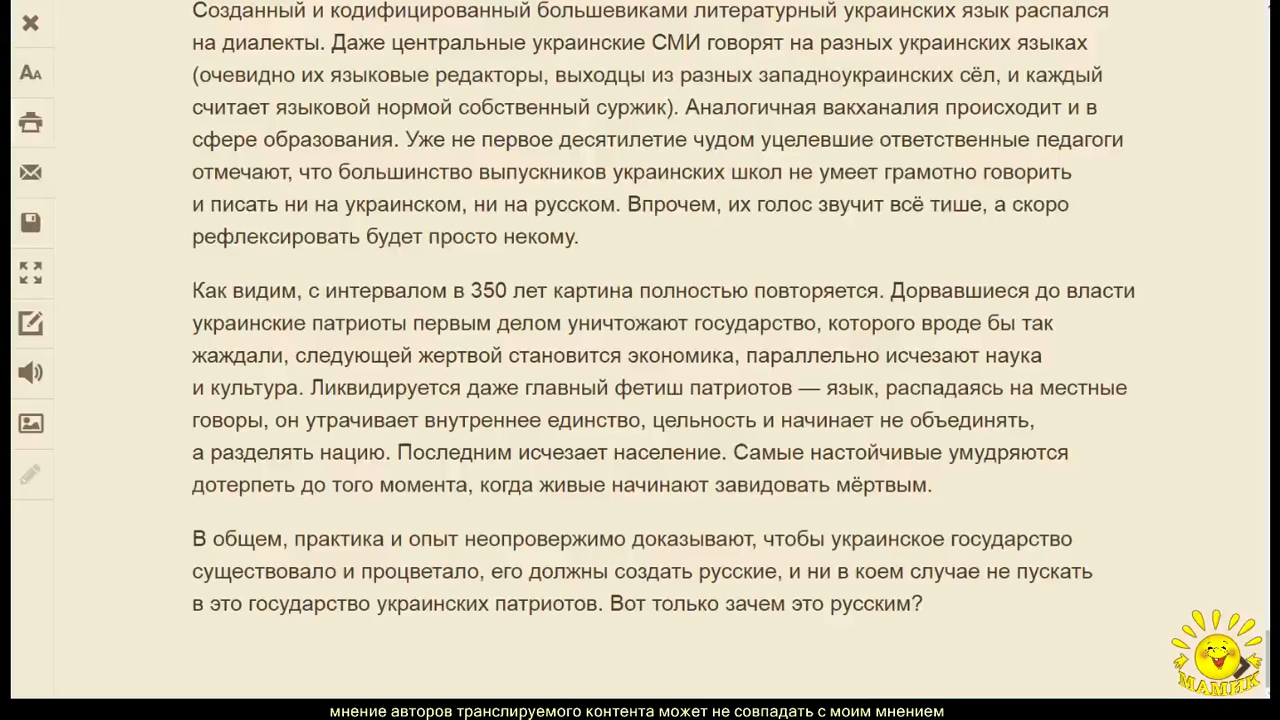 Созданный и кодифицированный большевиками литературный украинских язык распался
на диалекты. Даже центральные украинские СМИ говорят на разных украинских языках
(очевидно их языковые редакторы, выходцы из разных западноукраинских сёл, и каждый
считает языковой нормой собственный суржик). Аналогичная вакханалия происходит и в
сфере образования. Уже не первое десятилетие чудом уцелевшие ответственные педагоги
отмечают, что большинство выпускников украинских школ не умеет грамотно говорить
и писать ни на украинском, ни на русском. Впрочем, их голос звучит всё тише, а скоро
рефлексировать будет просто некому.
Как видим, с интервалом в 350 лет картина полностью повторяется. Дорвавшиеся до власти
украинские патриоты первым делом уничтожают государство, которого вроде бы так
жаждали, следующей жертвой становится экономика, параллельно исчезают наука
и культура. Ликвидируется даже главный фетиш патриотов — язык, распадаясь на местные
говоры, он утрачивает внутреннее единство, цельность и начинает не объединять,
а разделять нацию. Последним исчезает население. Самые настойчивые умудряются
дотерпеть до того момента, когда живые начинают завидовать мёртвым.
В общем, практика и опыт неопровержимо доказывают, чтобы украинское государство
существовало и процветало, его должны создать русские, и ни в коем случае не пускать
в это государство украинских патриотов. Вот только зачем это русским?
МАМИК
мнение авторов транслируемого контента может не совпадать с моим мнением